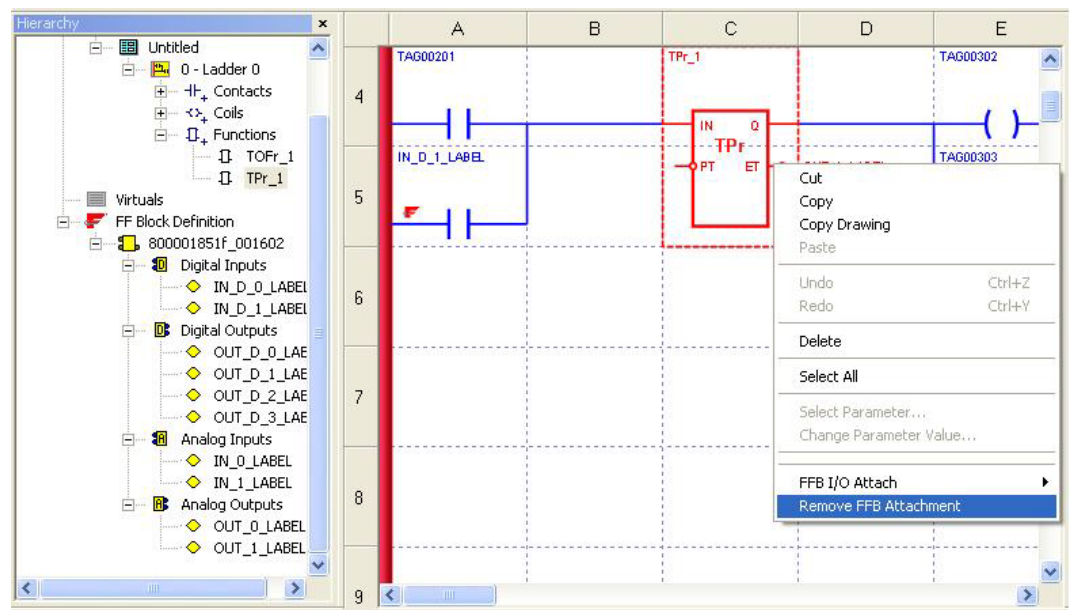 Hierarchy
Untitled
0 - Ladder 0
Contacts
Coils
Functions
TOFr_1
TPr_1
Virtuals
FF Block Definition
800001851f_001602
Digital Inputs
IN_D_0_LABEL
IN_D_1_LABEL
Digital Outputs
OUT_D_0_LAE
OUT_D_1_LAE
OUT_D_2_LAE
OUT_D_3_LAE
Analog Inputs
IN_0_LABEL
IN_1_LABEL
Analog Outputs
OUT_0_LABEL
OUT_1_LABEL
A B C D E
4
TAG00201 TPr_1 TAG00302
IN Q
TPr
PT ET
5
IN_D_1_LABEL TAG00303
6
7
8
9
Cut
Copy
Copy Drawing
Paste
Undo Ctrl+Z
Redo Ctrl+Y
Delete
Select All
Select Parameter...
Change Parameter Value...
FFB I/O Attach
Remove FFB Attachment